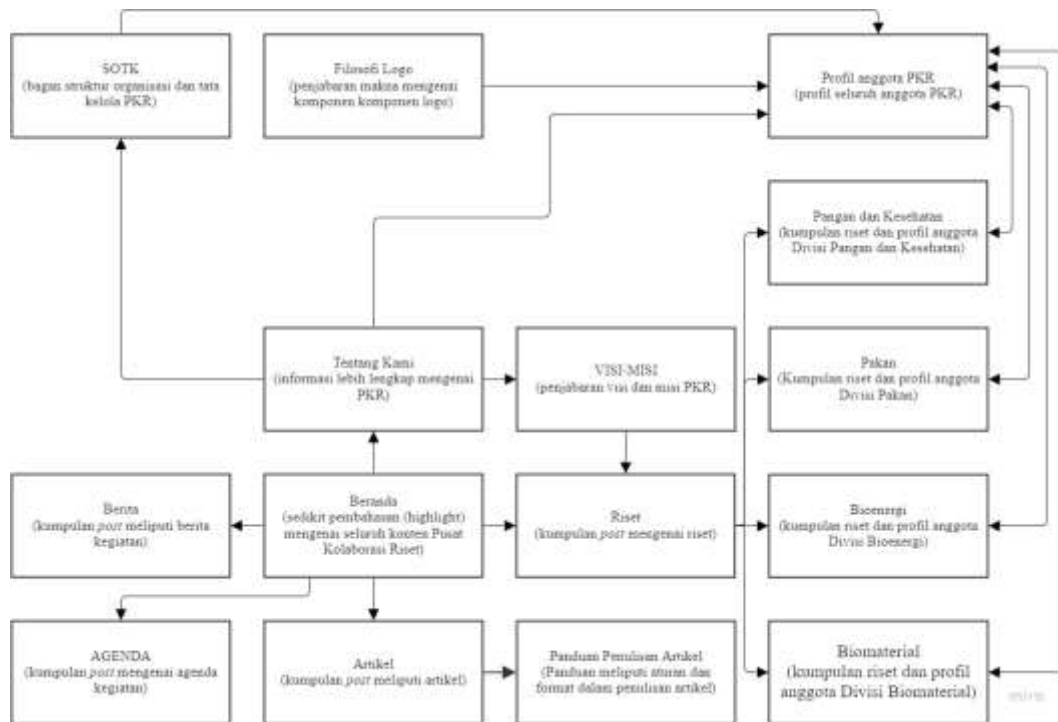 SOTK
(bagan struktur organisasi dan tata
kelola PKR)
Filosofi Logo
(penjabaran makna mengenai
komponen komponen logo)
Profil anggota PKR
(profil seluruh anggota PKR)
Pangan dan Kesehatan
(kumpulan riset dan profil anggota
Divisi Pangan dan Kesehatan)
Tentang Kami
(informasi lebih lengkap mengenai
PKR)
VISI-MISI
(penjabaran visi dan misi PKR)
Pakan
(Kumpulan riset dan profil anggota
Divisi Pakan)
Berita
(kumpulan post meliputi berita
kegiatan)
Beranda
(sedikit pembahasan (highlight)
mengenai seluruh konten Pusat
Kolaborasi Riset)
Riset
(kumpulan post mengenai riset)
Bioenergi
(kumpulan riset dan profil anggota
Divisi Bioenergi)
AGENDA
(kumpulan post mengenai agenda
kegiatan)
Artikel
(kumpulan post meliputi artikel)
Panduan Penulisan Artikel
(Panduan meliputi aturan dan
format dalam penulisan artikel)
Biomaterial
(kumpulan riset dan profil
anggota Divisi Biomaterial)
miro